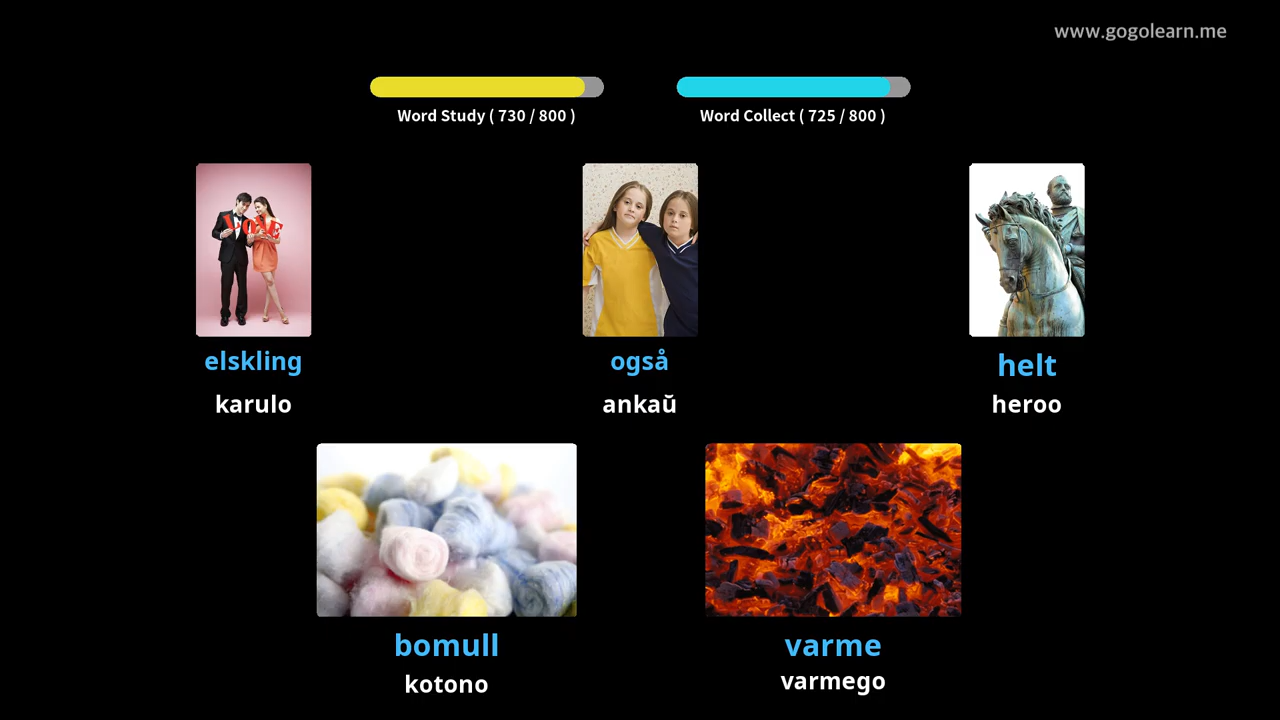 www.gogolearn.me
Word Study ( 730 / 800 )
Word Collect ( 725 / 800 )
LOVE
elskling
også
helt
karulo
ankaŭ
heroo
bomull
varme
kotono
varmego